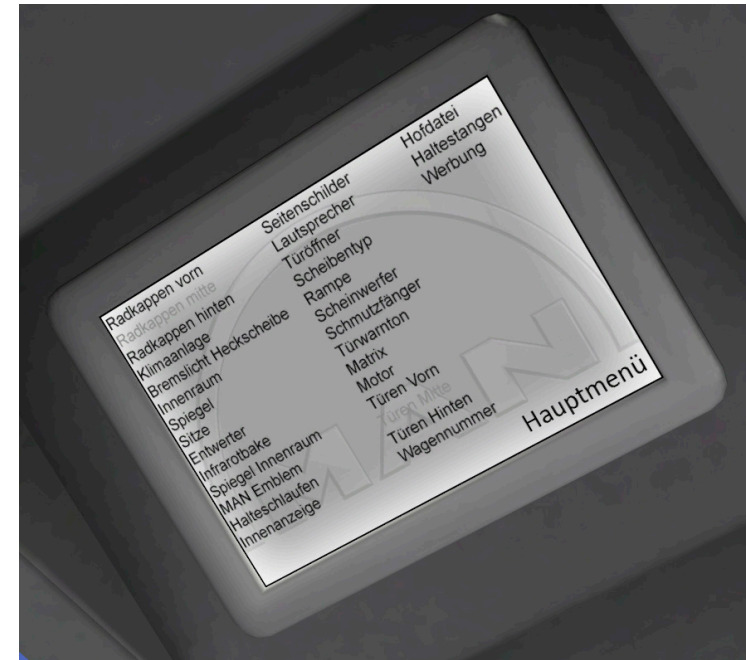 Radkappen vorn
Radkappen mitte
Radkappen hinten
Klimaanlage
Bremslicht Heckscheibe
Innenraum
Spiegel
Sitze
Entwerter
Infrarotbake
Spiegel Innenraum
MAN Emblem
Halteschlaufen
Innenanzeige
Seitenschilder
Lautsprecher
Türöffner
Scheibentyp
Rampe
Scheinwerfer
Schmutzfänger
Türwarnton
Matrix
Motor
Türen Vorn
Türen Mitte
Türen Hinten
Wagennummer
Hofdatei
Haltestangen
Werbung
Hauptmenü
MAN